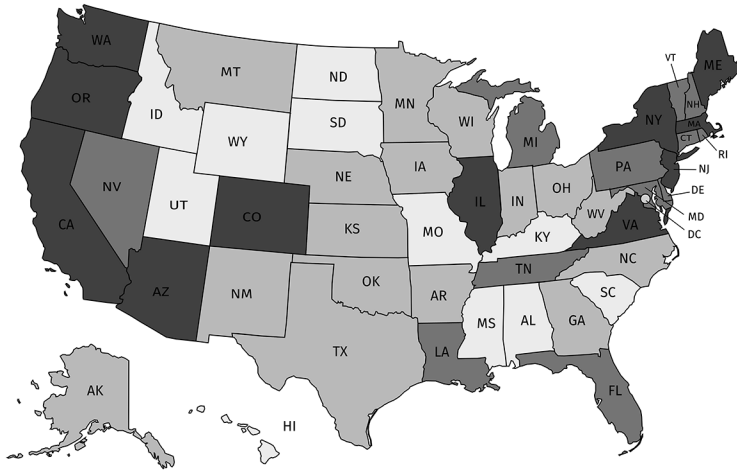 WA
MT
ND
MN
VT
ME
OR
ID
SD
WI
MI
NY
NH
MA
CT
RI
WY
NV
UT
CO
NE
IA
IL
IN
OH
PA
NJ
DE
MD
DC
CA
KS
MO
KY
WV
VA
AZ
NM
OK
AR
TN
NC
SC
TX
LA
MS
AL
GA
FL
AK
HI